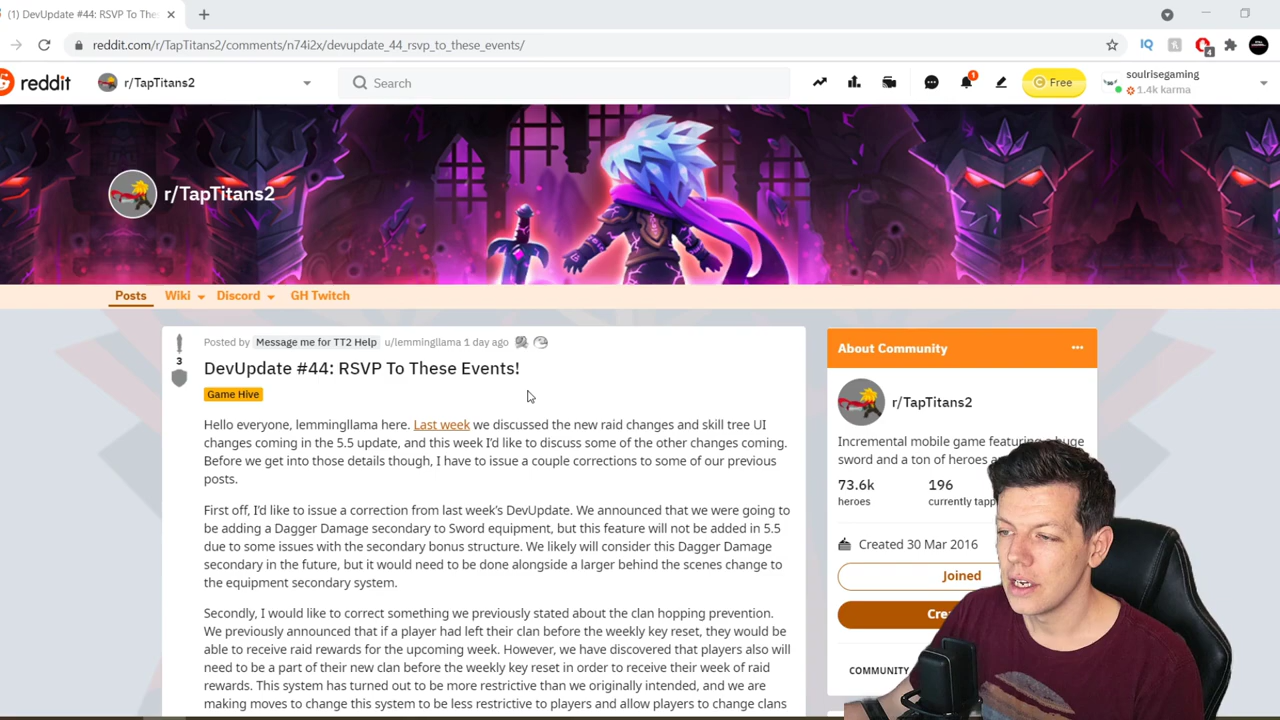 (1) DevUpdate #44: RSVP To The
reddit.com/r/TapTitans2/comments/n74i2x/devupdate_44_rsvp_to_these_events/
IQ
4
reddit
r/TapTitans2
Search
1
Free
soulrisegaming
1.4k karma
r/TapTitans2
Posts
Wiki
Discord
GH Twitch
Posted by Message me for TT2 Help u/lemmingllama 1 day ago
3
DevUpdate #44: RSVP To These Events!
Game Hive
Hello everyone, lemmingllama here. Last week we discussed the new raid changes and skill tree UI
changes coming in the 5.5 update, and this week I'd like to discuss some of the other changes coming.
Before we get into those details though, I have to issue a couple corrections to some of our previous
posts.
First off, I'd like to issue a correction from last week's DevUpdate. We announced that we were going to
be adding a Dagger Damage secondary to Sword equipment, but this feature will not be added in 5.5
due to some issues with the secondary bonus structure. We likely will consider this Dagger Damage
secondary in the future, but it would need to be done alongside a larger behind the scenes change to
the equipment secondary system.
Secondly, I would like to correct something we previously stated about the clan hopping prevention.
We previously announced that if a player had left their clan before the weekly key reset, they would be
able to receive raid rewards for the upcoming week. However, we have discovered that players also will
need to be a part of their new clan before the weekly key reset in order to receive their week of raid
rewards. This system has turned out to be more restrictive than we originally intended, and we are
making moves to change this system to be less restrictive to players and allow players to change clans
About Community
r/TapTitans2
Incremental mobile game featuring a huge
sword and a ton of heroes
73.6k
heroes
196
currently tapp
Created 30 Mar 2016
Joined
Cre
COMMUNITY